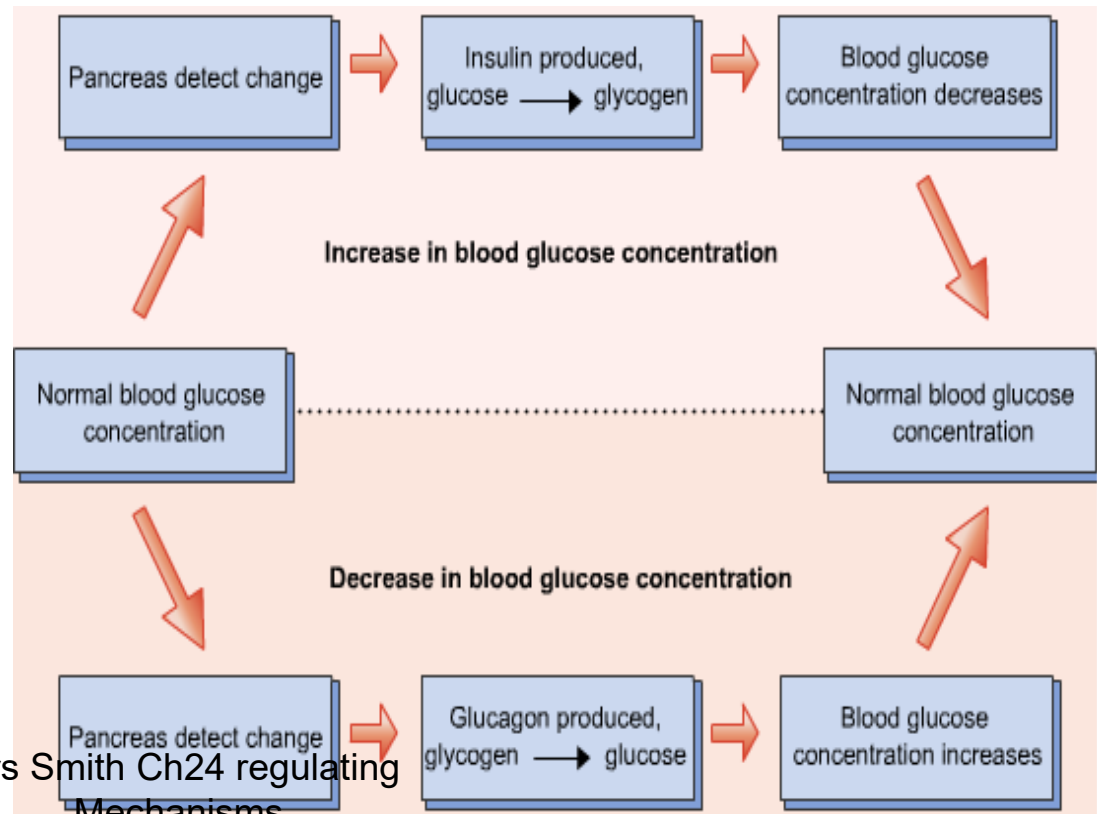 Pancreas detect change
Insulin produced,
glucose → glycogen
Blood glucose
concentration decreases
Increase in blood glucose concentration
Normal blood glucose
concentration
Normal blood glucose
concentration
Decrease in blood glucose concentration
Pancreas detect change
Glucagon produced,
glycogen → glucose
Blood glucose
concentration increases
Smith Ch24 regulating
Mechanisms